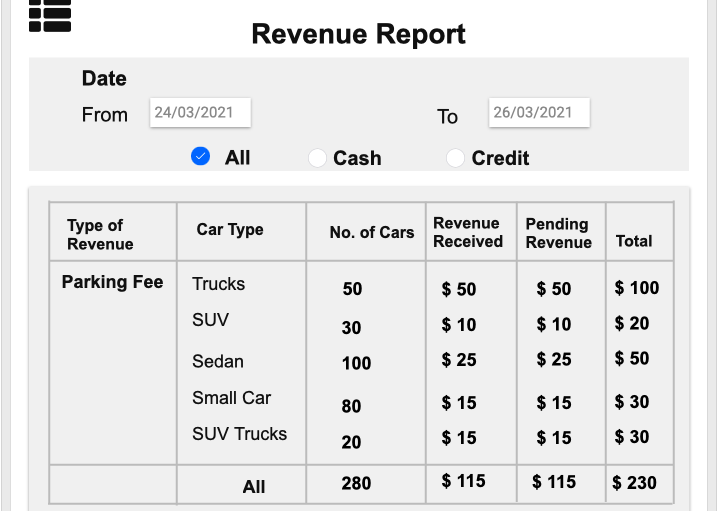 Revenue Report
Date
From 24/03/2021 To 26/03/2021
All Cash Credit
Type of Revenue Car Type No. of Cars Revenue Received Pending Revenue Total
Parking Fee Trucks 50 $ 50 $ 50 $ 100
SUV 30 $ 10 $ 10 $ 20
Sedan 100 $ 25 $ 25 $ 50
Small Car 80 $ 15 $ 15 $ 30
SUV Trucks 20 $ 15 $ 15 $ 30
All 280 $ 115 $ 115 $ 230